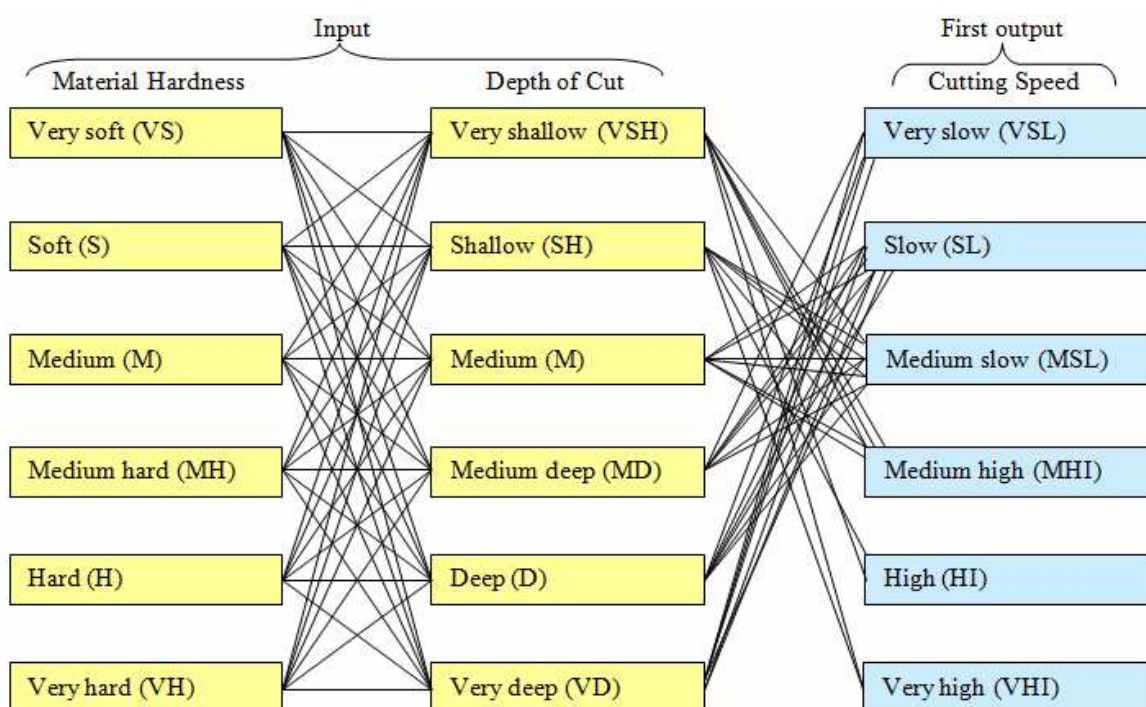 Input
First output
Material Hardness
Depth of Cut
Cutting Speed
Very soft (VS)
Very shallow (VSH)
Very slow (VSL)
Soft (S)
Shallow (SH)
Slow (SL)
Medium (M)
Medium (M)
Medium slow (MSL)
Medium hard (MH)
Medium deep (MD)
Medium high (MHI)
Hard (H)
Deep (D)
High (HI)
Very hard (VH)
Very deep (VD)
Very high (VHI)